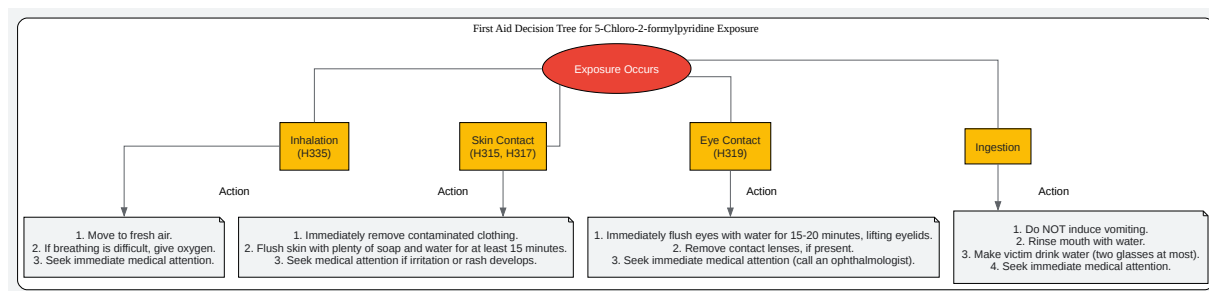 First Aid Decision Tree for 5-Chloro-2-formylpyridine Exposure
Exposure Occurs
Inhalation
(H335)
Skin Contact
(H315, H317)
Eye Contact
(H319)
Ingestion
Action
Action
Action
Action
1. Move to fresh air.
2. If breathing is difficult, give oxygen.
3. Seek immediate medical attention.
1. Immediately remove contaminated clothing.
2. Flush skin with plenty of soap and water for at least 15 minutes.
3. Seek medical attention if irritation or rash develops.
1. Immediately flush eyes with water for 15-20 minutes, lifting eyelids.
2. Remove contact lenses, if present.
3. Seek immediate medical attention (call an ophthalmologist).
1. Do NOT induce vomiting.
2. Rinse mouth with water.
3. Make victim drink water (two glasses at most).
4. Seek immediate medical attention.